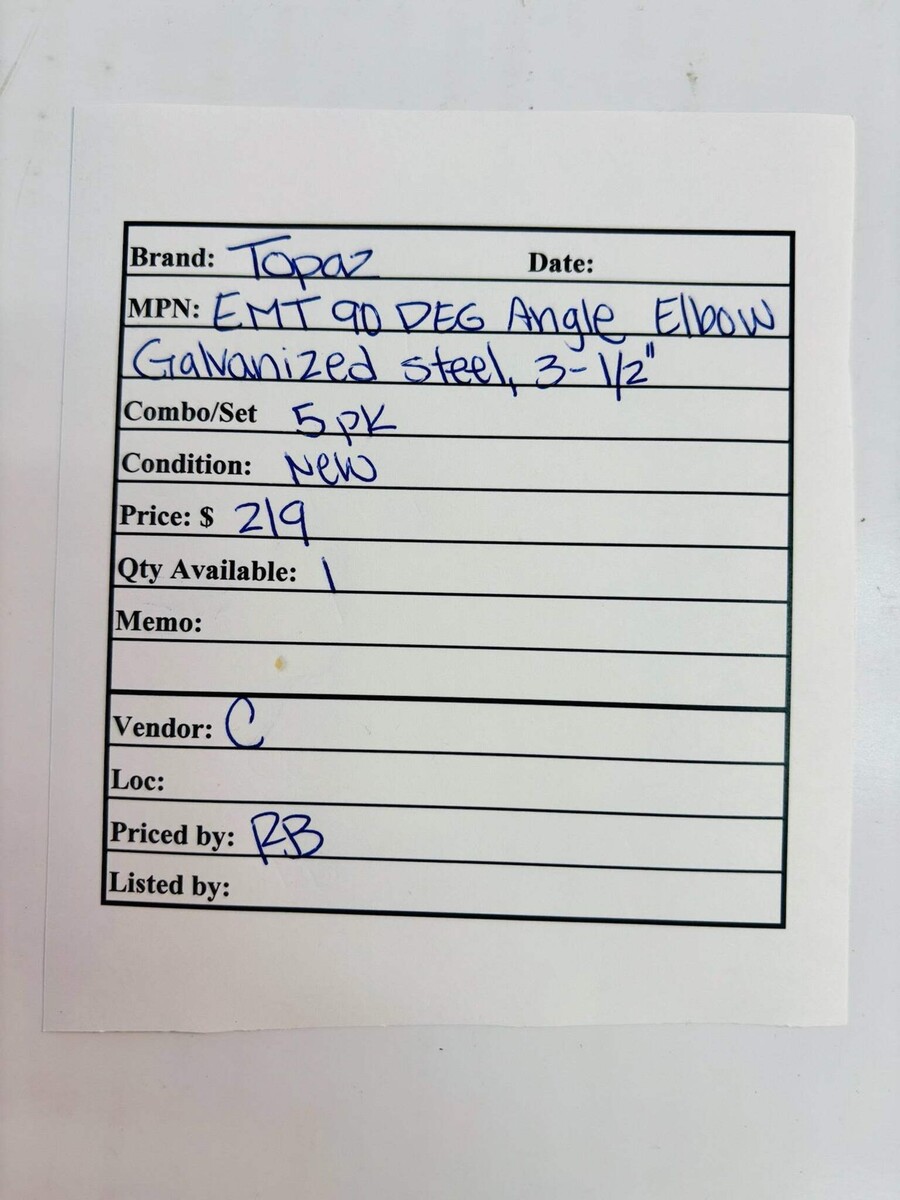 Brand: Topaz Date:
MPN: EMT 90 DEG Angle Elbow
Galvanized steel, 3-1/2"
Combo/Set 5pk
Condition: New
Price: $ 219
Qty Available: 1
Memo:
Vendor: C
Loc:
Priced by: RB
Listed by: